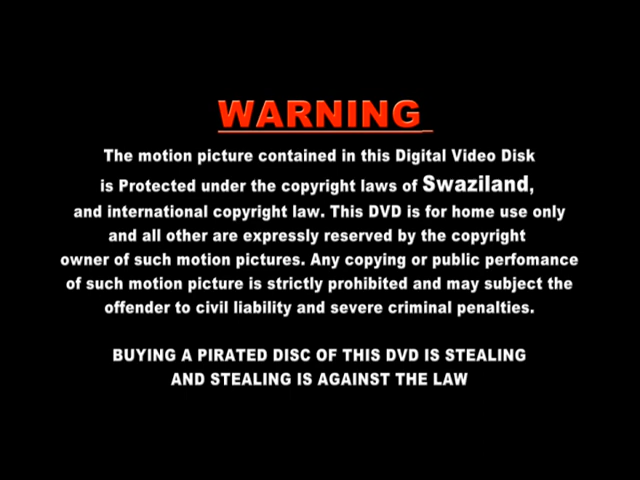 WARNING
The motion picture contained in this Digital Video Disk
is Protected under the copyright laws of Swaziland,
and international copyright law. This DVD is for home use only
and all other are expressly reserved by the copyright
owner of such motion pictures. Any copying or public perfomance
of such motion picture is strictly prohibited and may subject the
offender to civil liability and severe criminal penalties.
BUYING A PIRATED DISC OF THIS DVD IS STEALING
AND STEALING IS AGAINST THE LAW